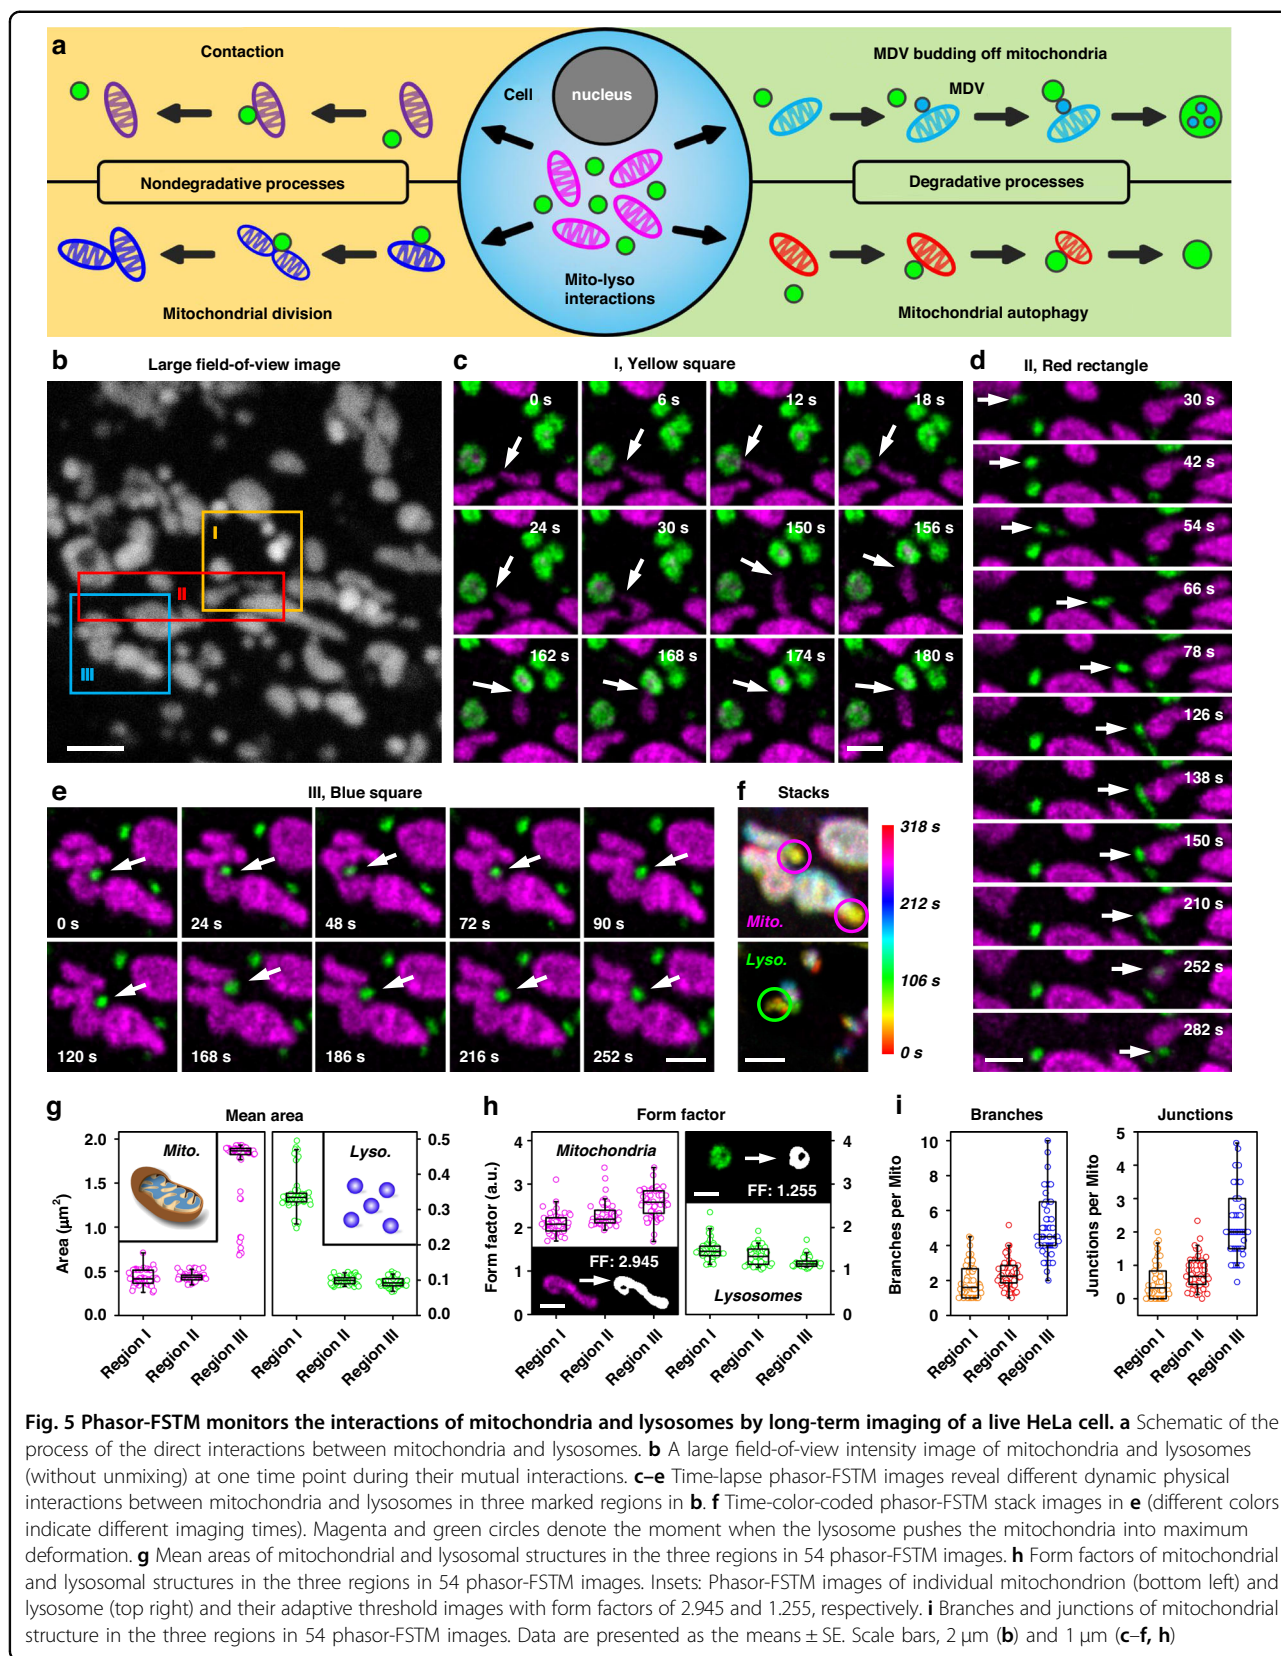 a
Contaction
MDV budding off mitochondria
Cell
nucleus
MDV
Nondegradative processes
Degradative processes
Mito-lyso
interactions
Mitochondrial division
Mitochondrial autophagy
b
Large field-of-view image
I
II
III
c
I, Yellow square
0 s
6 s
12 s
18 s
24 s
30 s
150 s
156 s
162 s
168 s
174 s
180 s
d
II, Red rectangle
30 s
42 s
54 s
66 s
78 s
126 s
138 s
150 s
210 s
252 s
282 s
e
III, Blue square
0 s
24 s
48 s
72 s
90 s
120 s
168 s
186 s
216 s
252 s
f
Stacks
Mito.
Lyso.
318 s
212 s
106 s
0 s
g
Mean area
Area (µm²)
2.0
1.5
1.0
0.5
0.0
Mito.
Lyso.
0.5
0.4
0.3
0.2
0.1
0.0
Region I
Region II
Region III
Region I
Region II
Region III
h
Form factor
Form factor (a.u.)
4
3
2
1
0
Mitochondria
FF: 2.945
FF: 1.255
Lysosomes
4
3
2
1
0
Region I
Region II
Region III
Region I
Region II
Region III
i
Branches
Branches per Mito
10
8
6
4
2
0
Region I
Region II
Region III
Junctions
Junctions per Mito
5
4
3
2
1
0
Region I
Region II
Region III
Fig. 5 Phasor-FSTM monitors the interactions of mitochondria and lysosomes by long-term imaging of a live HeLa cell. a Schematic of the
process of the direct interactions between mitochondria and lysosomes. b A large field-of-view intensity image of mitochondria and lysosomes
(without unmixing) at one time point during their mutual interactions. c–e Time-lapse phasor-FSTM images reveal different dynamic physical
interactions between mitochondria and lysosomes in three marked regions in b. f Time-color-coded phasor-FSTM stack images in e (different colors
indicate different imaging times). Magenta and green circles denote the moment when the lysosome pushes the mitochondria into maximum
deformation. g Mean areas of mitochondrial and lysosomal structures in the three regions in 54 phasor-FSTM images. h Form factors of mitochondrial
and lysosomal structures in the three regions in 54 phasor-FSTM images. Insets: Phasor-FSTM images of individual mitochondrion (bottom left) and
lysosome (top right) and their adaptive threshold images with form factors of 2.945 and 1.255, respectively. i Branches and junctions of mitochondrial
structure in the three regions in 54 phasor-FSTM images. Data are presented as the means ± SE. Scale bars, 2 µm (b) and 1 µm (c–f, h)